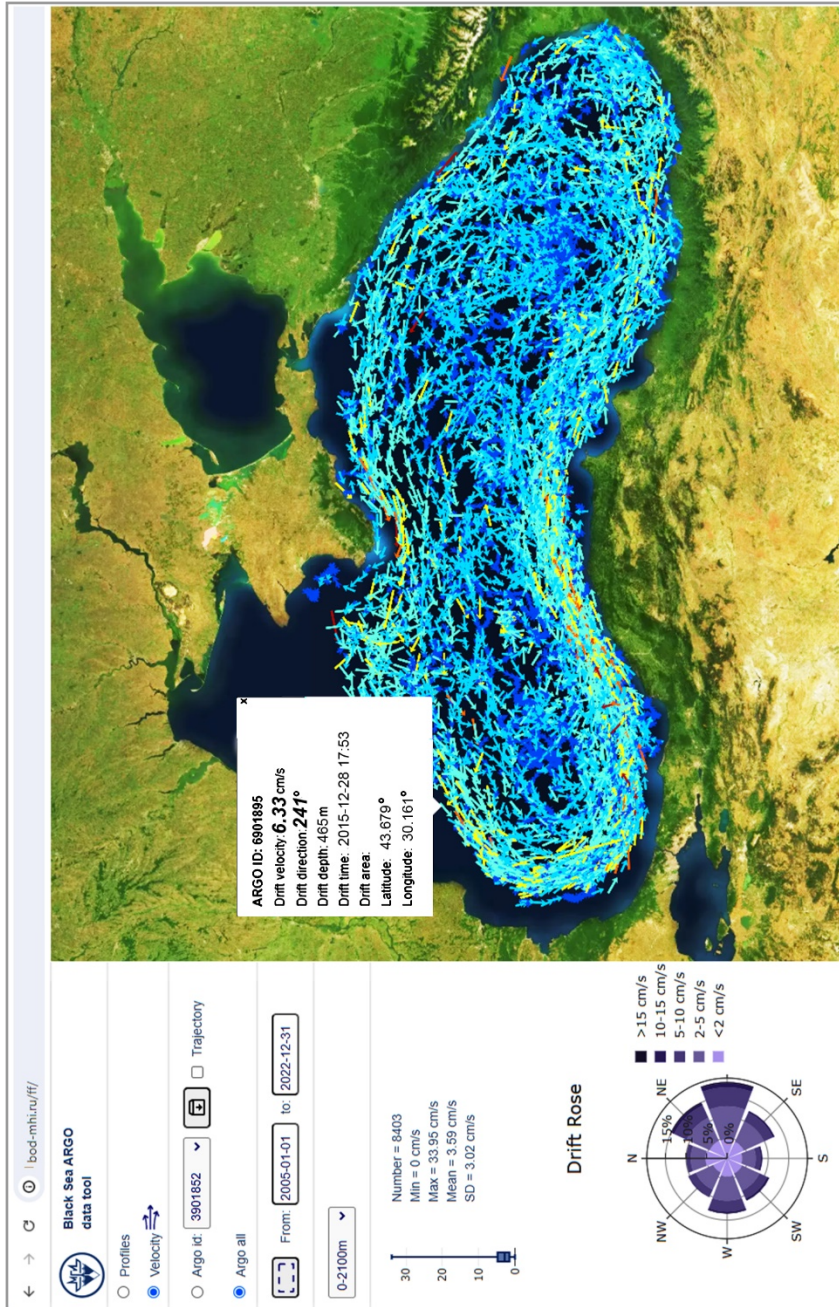 bod-mhi.ru/ff/
Black Sea ARGO
data tool
Profiles
Velocity
Argo id: 3901852
Trajectory
Argo all
From: 2005-01-01 to: 2022-12-31
0-2100m
30
20
10
0
Number = 8403
Min = 0 cm/s
Max = 33.95 cm/s
Mean = 3.59 cm/s
SD = 3.02 cm/s
Drift Rose
N
NE
SE
S
SW
W
NW
15%
10%
5%
0%
>15 cm/s
10-15 cm/s
5-10 cm/s
2-5 cm/s
<2 cm/s
x
ARGO ID: 6901895
Drift velocity: 6.33 cm/s
Drift direction: 241°
Drift depth: 465m
Drift time: 2015-12-28 17:53
Drift area:
Latitude: 43.679°
Longitude: 30.161°